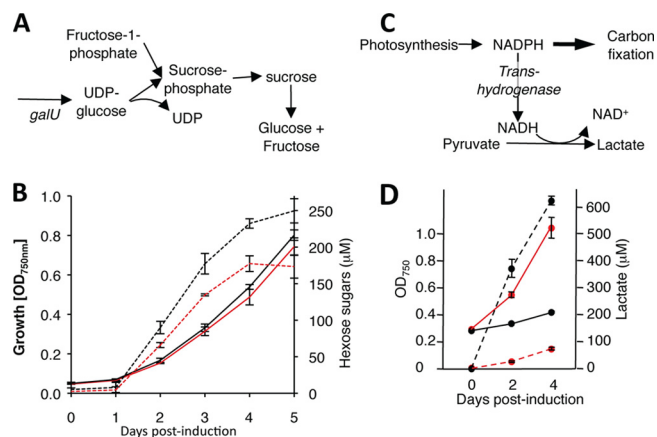 A
Fructose-1-
phosphate
Sucrose-
phosphate
sucrose
UDP-
glucose
galU
UDP
Glucose +
Fructose
C
Photosynthesis
NADPH
Carbon
fixation
Trans-
hydrogenase
NADH
NAD+
Pyruvate
Lactate
B
Growth [OD750nm]
1.0
0.8
0.6
0.4
0.2
0.0
0 1 2 3 4 5
Days post-induction
250
200
150
100
50
0
Hexose sugars (μM)
D
OD750
1.0
0.8
0.6
0.4
0.2
0
0 2 4
Days post-induction
600
500
400
300
200
100
0
Lactate (μM)